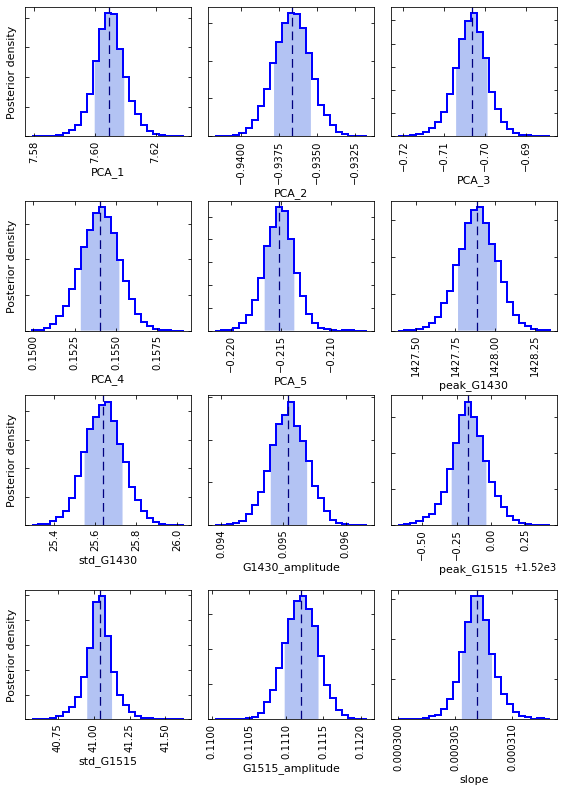 Posterior density
7.58 7.60 7.62
PCA_1
−0.9400 −0.9375 −0.9350 −0.9325
PCA_2
−0.72 −0.71 −0.70 −0.69
PCA_3
Posterior density
0.1500 0.1525 0.1550 0.1575
PCA_4
−0.220 −0.215 −0.210
PCA_5
1427.50 1427.75 1428.00 1428.25
peak_G1430
Posterior density
25.4 25.6 25.8 26.0
std_G1430
0.094 0.095 0.096
G1430_amplitude
−0.50 −0.25 0.00 0.25
peak_G1515 +1.52e3
Posterior density
40.75 41.00 41.25 41.50
std_G1515
0.1100 0.1105 0.1110 0.1115 0.1120
G1515_amplitude
0.000300 0.000305 0.000310
slope